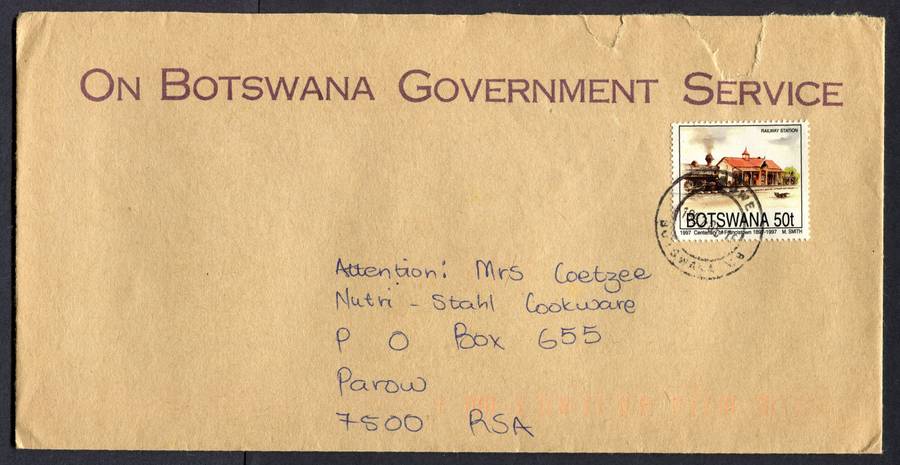 On Botswana Government Service
RAILWAY STATION
BOTSWANA 50t
1997 Centenary of Francistown 1897-1997 M. SMITH
BOTSWANA
Attention: Mrs Coetzee
Nutri - Stahl Cookware
P O Box 655
Parow
7500 RSA